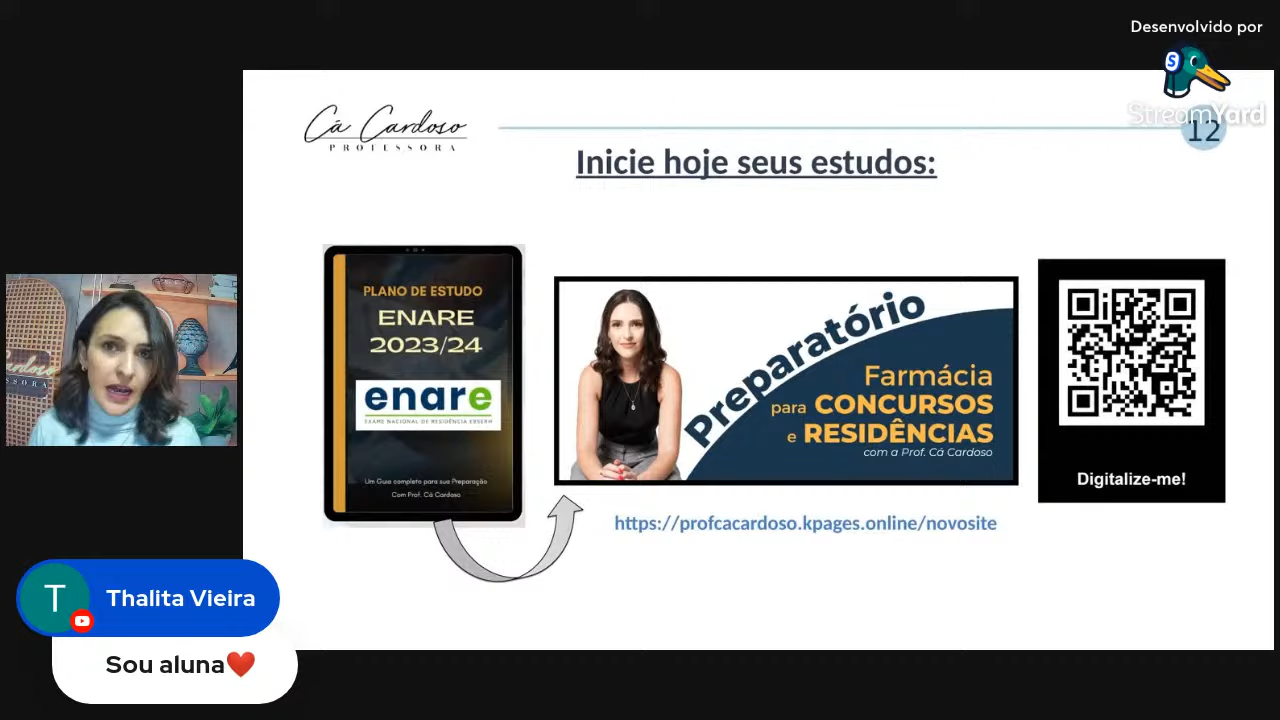 Desenvolvido por
StreamYard
Cá Cardoso
PROFESSORA
12
Inicie hoje seus estudos:
PLANO DE ESTUDO
ENARE
2023/24
enare
EXAME NACIONAL DE RESIDÊNCIA EBSERH
Um Guia completo para sua Preparação
Com Prof. Cá Cardoso
Preparatório
Farmácia
para CONCURSOS
e RESIDÊNCIAS
com a Prof. Cá Cardoso
Digitalize-me!
https://profcacardoso.kpages.online/novosite
T
Thalita Vieira
Sou aluna❤️